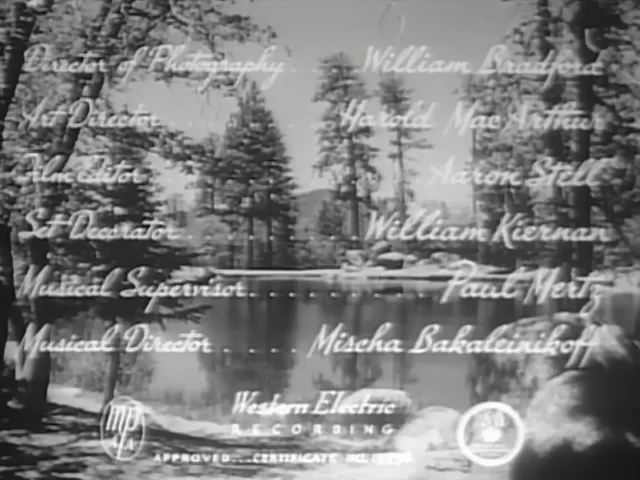 Director of Photography . . . William Bradford
Art Director . . . . . . Harold MacArthur
Film Editor . . . . . . Aaron Stell
Set Decorator . . . . . . William Kiernan
Musical Supervisor . . . . . . . . . Paul Mertz
Musical Director . . . . . Mischa Bakaleinikoff
Western Electric
RECORDING
APPROVED...CERTIFICATE NO.